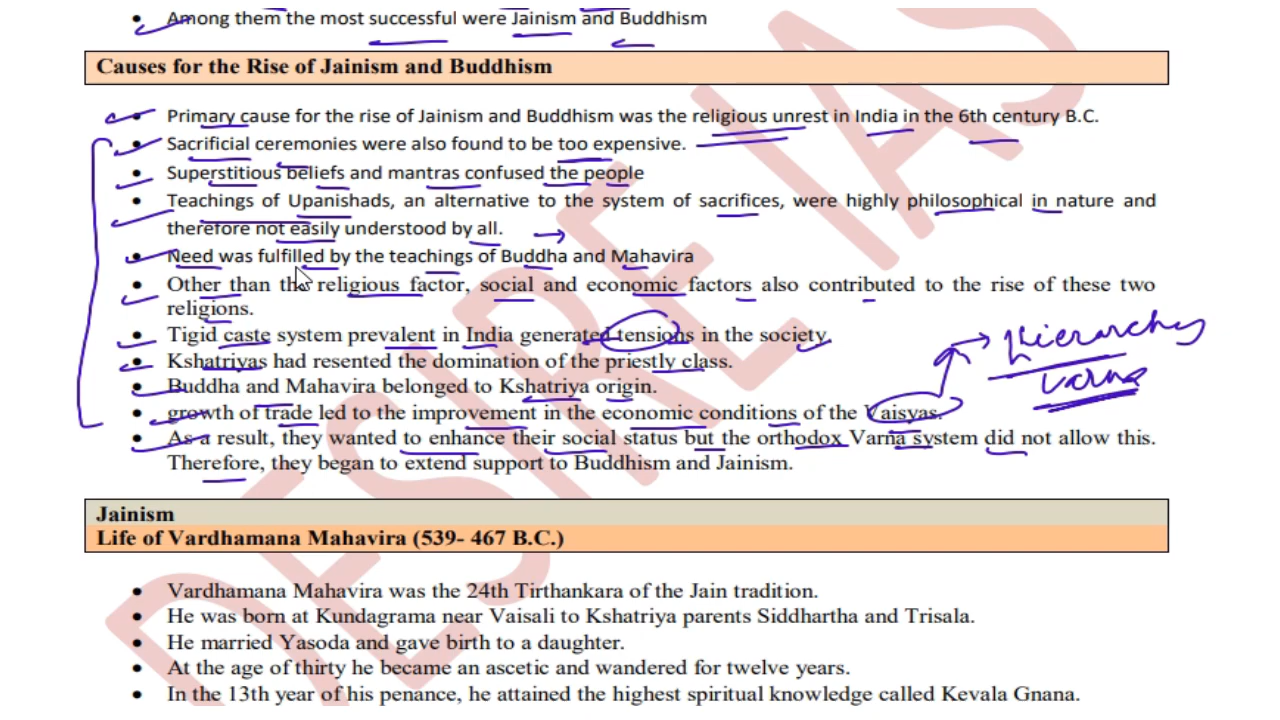 • Among them the most successful were Jainism and Buddhism
Causes for the Rise of Jainism and Buddhism
• Primary cause for the rise of Jainism and Buddhism was the religious unrest in India in the 6th century B.C.
• Sacrificial ceremonies were also found to be too expensive.
• Superstitious beliefs and mantras confused the people
• Teachings of Upanishads, an alternative to the system of sacrifices, were highly philosophical in nature and
therefore not easily understood by all.
• Need was fulfilled by the teachings of Buddha and Mahavira
• Other than the religious factor, social and economic factors also contributed to the rise of these two
religions.
• Tigid caste system prevalent in India generated tensions in the society.
• Kshatriyas had resented the domination of the priestly class.
• Buddha and Mahavira belonged to Kshatriya origin.
• growth of trade led to the improvement in the economic conditions of the Vaisyas.
• As a result, they wanted to enhance their social status but the orthodox Varna system did not allow this.
Therefore, they began to extend support to Buddhism and Jainism.
Hierarchy
Varna
Jainism
Life of Vardhamana Mahavira (539- 467 B.C.)
• Vardhamana Mahavira was the 24th Tirthankara of the Jain tradition.
• He was born at Kundagrama near Vaisali to Kshatriya parents Siddhartha and Trisala.
• He married Yasoda and gave birth to a daughter.
• At the age of thirty he became an ascetic and wandered for twelve years.
• In the 13th year of his penance, he attained the highest spiritual knowledge called Kevala Gnana.
DESIRE IAS